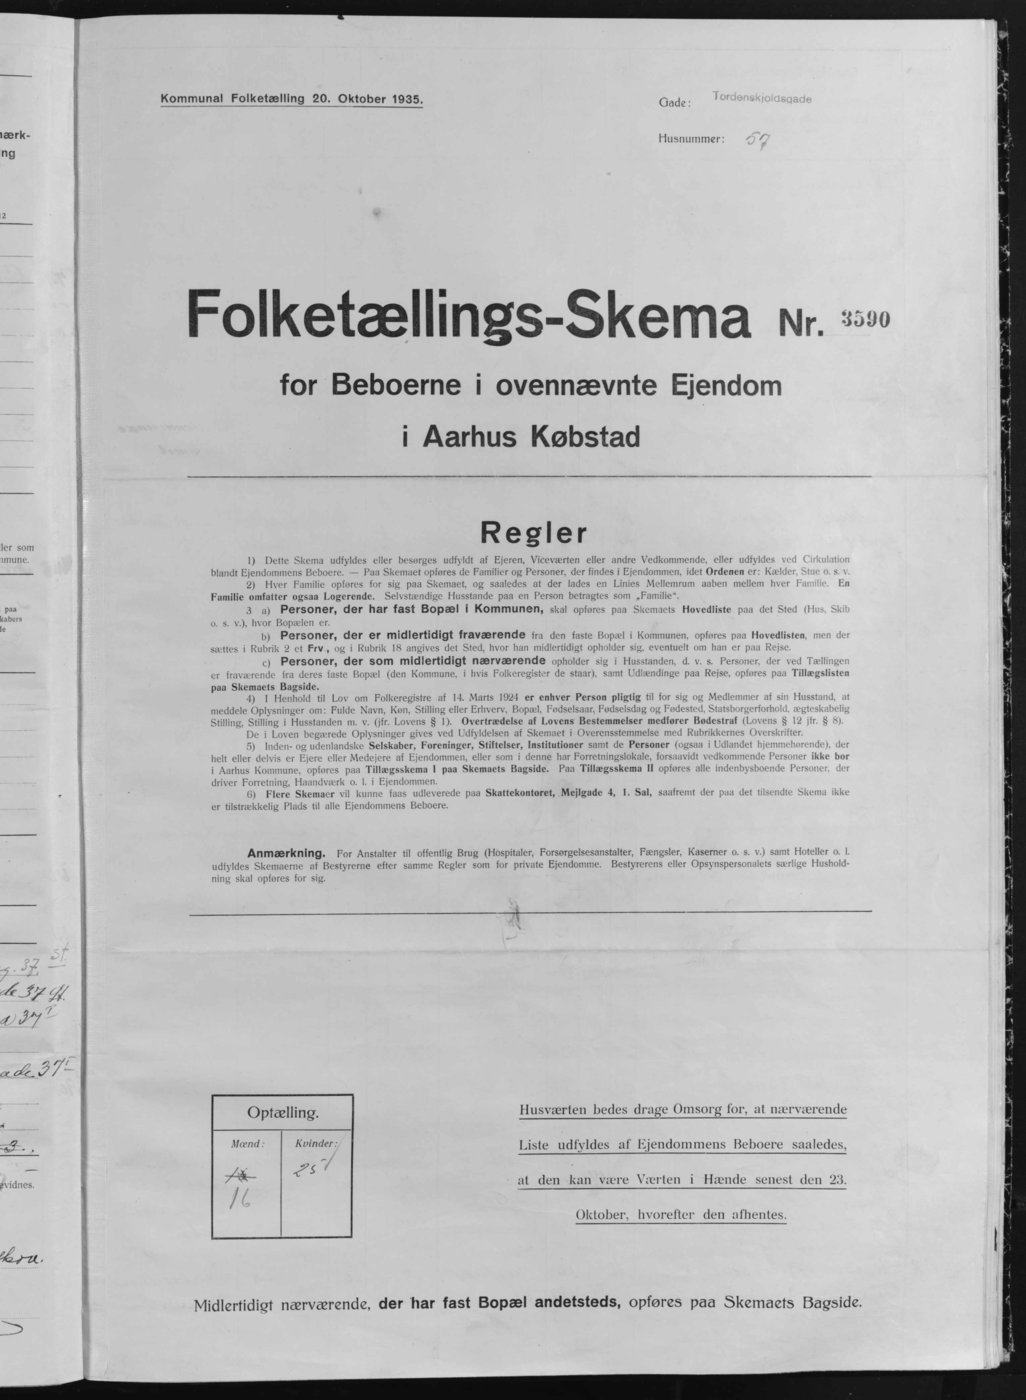 Kommunal Folketælling 20. Oktober 1935.
Gade: Tordenskjoldsgade
Husnummer: 57
Folketællings-Skema Nr. 3590
for Beboerne i ovennævnte Ejendom
i Aarhus Købstad
Regler
1) Dette Skema udfyldes eller besørges udfyldt af Ejeren, Viceværten eller andre Vedkommende, eller udfyldes ved Cirkulation
blandt Ejendommens Beboere. — Paa Skemaet opføres de Familier og Personer, der findes i Ejendommen, idet Ordenen er: Kælder, Stue o. s. v.
2) Hver Familie opføres for sig paa Skemaet, og saaledes at der lades en Linies Mellemrum aaben mellem hver Familie. En
Familie omfatter ogsaa Logerende. Selvstændige Husstande paa en Person betragtes som „Familie“.
3 a) Personer, der har fast Bopæl i Kommunen, skal opføres paa Skemaets Hovedliste paa det Sted (Hus, Skib
o. s. v.), hvor Bopælen er.
b) Personer, der er midlertidigt fraværende fra den faste Bopæl i Kommunen, opføres paa Hovedlisten, men der
sættes i Rubrik 2 et Frv., og i Rubrik 18 angives det Sted, hvor han midlertidigt opholder sig, eventuelt om han er paa Rejse.
c) Personer, der som midlertidigt nærværende opholder sig i Husstanden, d. v. s. Personer, der ved Tællingen
er fraværende fra deres faste Bopæl (den Kommune, i hvis Folkeregister de staar), samt Udlændinge paa Rejse, opføres paa Tillægslisten
paa Skemaets Bagside.
4) I Henhold til Lov om Folkeregistre af 14. Marts 1924 er enhver Person pligtig til for sig og Medlemmer af sin Husstand, at
meddele Oplysninger om: Fulde Navn, Køn, Stilling eller Erhverv, Bopæl, Fødselsaar, Fødselsdag og Fødested, Statsborgerforhold, ægteskabelig
Stilling, Stilling i Husstanden m. v. (jfr. Lovens § 1). Overtrædelse af Lovens Bestemmelser medfører Bødestraf (Lovens § 12 jfr. § 8).
De i Loven begærede Oplysninger gives ved Udfyldelsen af Skemaet i Overensstemmelse med Rubrikkernes Overskrifter.
5) Inden- og udenlandske Selskaber, Foreninger, Stiftelser, Institutioner samt de Personer (ogsaa i Udlandet hjemmehørende), der
helt eller delvis er Ejere eller Medejere af Ejendommen, eller som i denne har Forretningslokale, forsaavidt vedkommende Personer ikke bor
i Aarhus Kommune, opføres paa Tillægsskema I paa Skemaets Bagside. Paa Tillægsskema II opføres alle indenbysboende Personer, der
driver Forretning, Haandværk o. l. i Ejendommen.
6) Flere Skemaer vil kunne faas udleverede paa Skattekontoret, Mejlgade 4, 1. Sal, saafremt der paa det tilsendte Skema ikke
er tilstrækkelig Plads til alle Ejendommens Beboere.
Anmærkning. For Anstalter til offentlig Brug (Hospitaler, Forsørgelsesanstalter, Fængsler, Kaserner o. s. v.) samt Hoteller o. l.
udfyldes Skemaerne af Bestyrerne efter samme Regler som for private Ejendomme. Bestyrerens eller Opsynspersonalets særlige Hushold-
ning skal opføres for sig.
Optælling.
Mænd: Kvinder:
25
16
Husværten bedes drage Omsorg for, at nærværende
Liste udfyldes af Ejendommens Beboere saaledes,
at den kan være Værten i Hænde senest den 23.
Oktober, hvorefter den afhentes.
Midlertidigt nærværende, der har fast Bopæl andetsteds, opføres paa Skemaets Bagside.